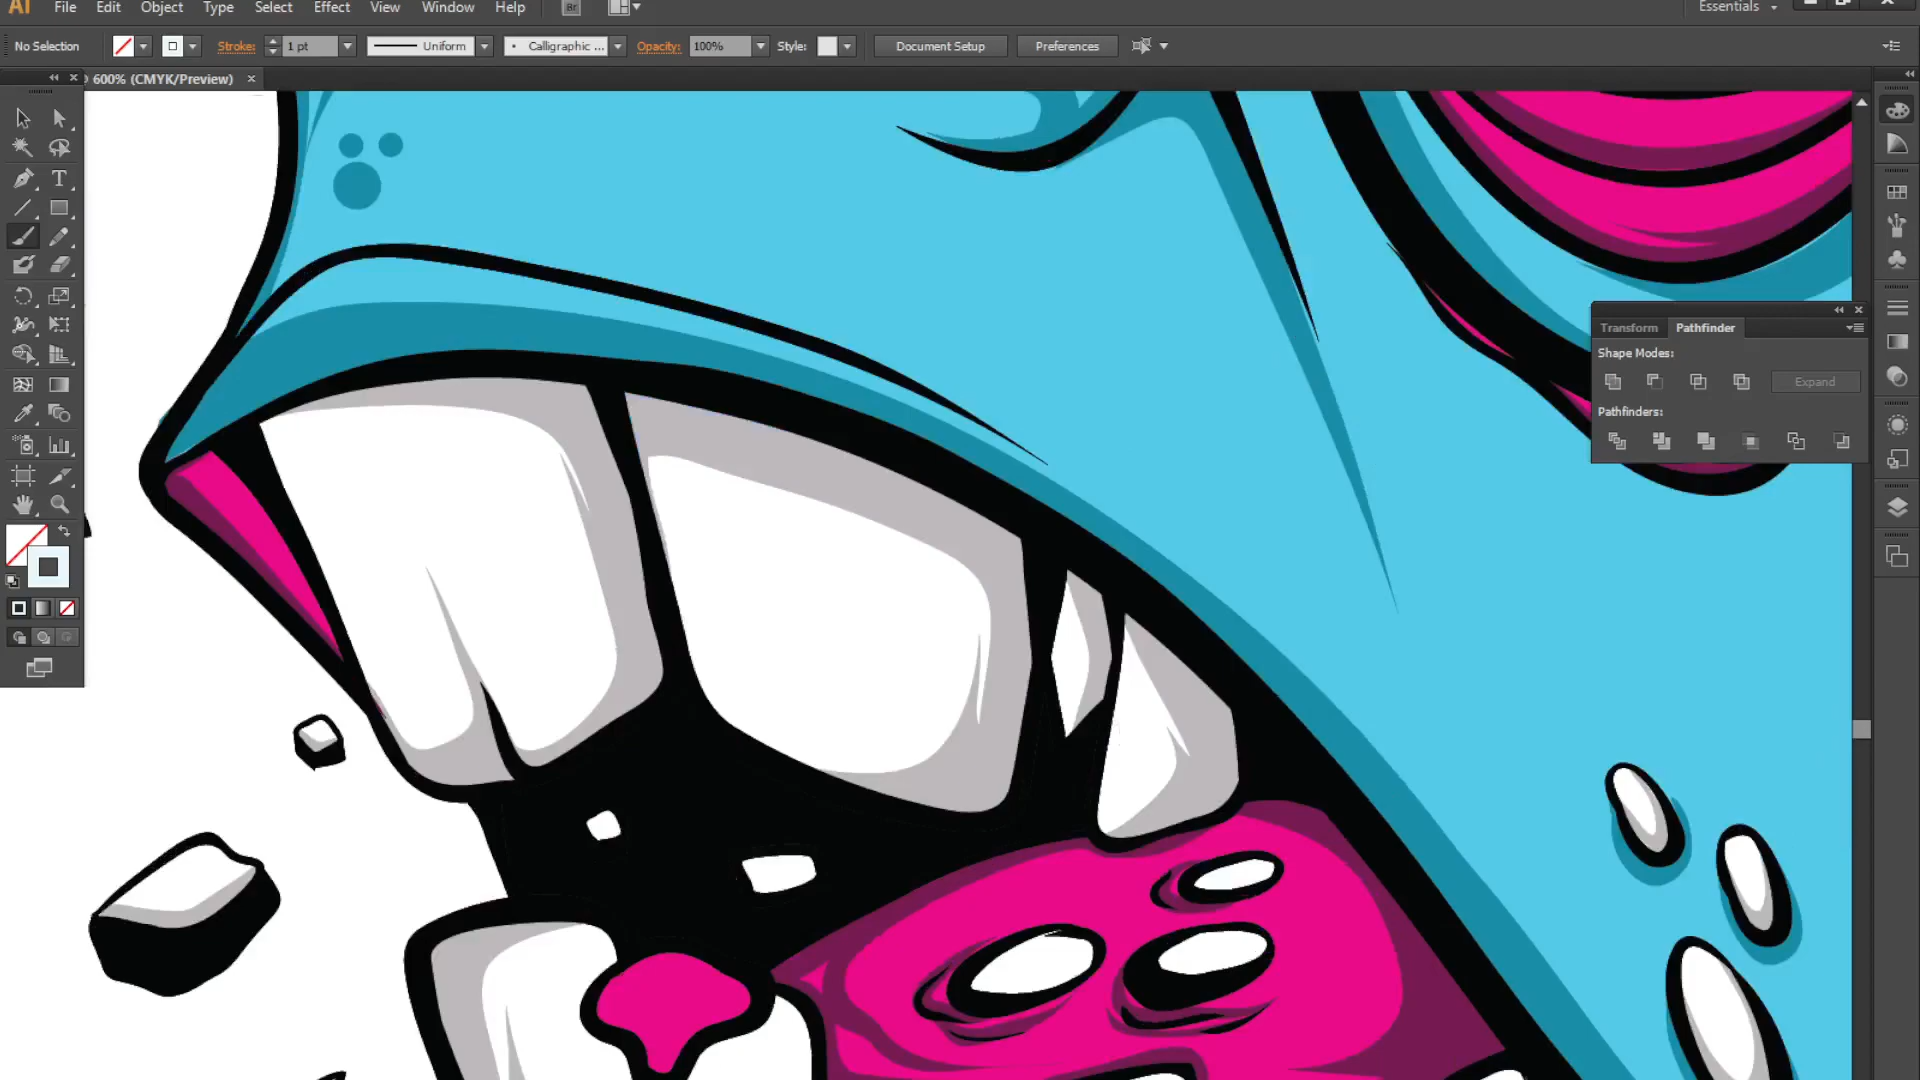 Ai File Edit Object Type Select Effect View Window Help Br Essentials
No Selection Stroke: 1 pt Uniform Calligraphic ... Opacity: 100% Style: Document Setup Preferences
600% (CMYK/Preview)
Transform Pathfinder
Shape Modes:
Expand
Pathfinders: